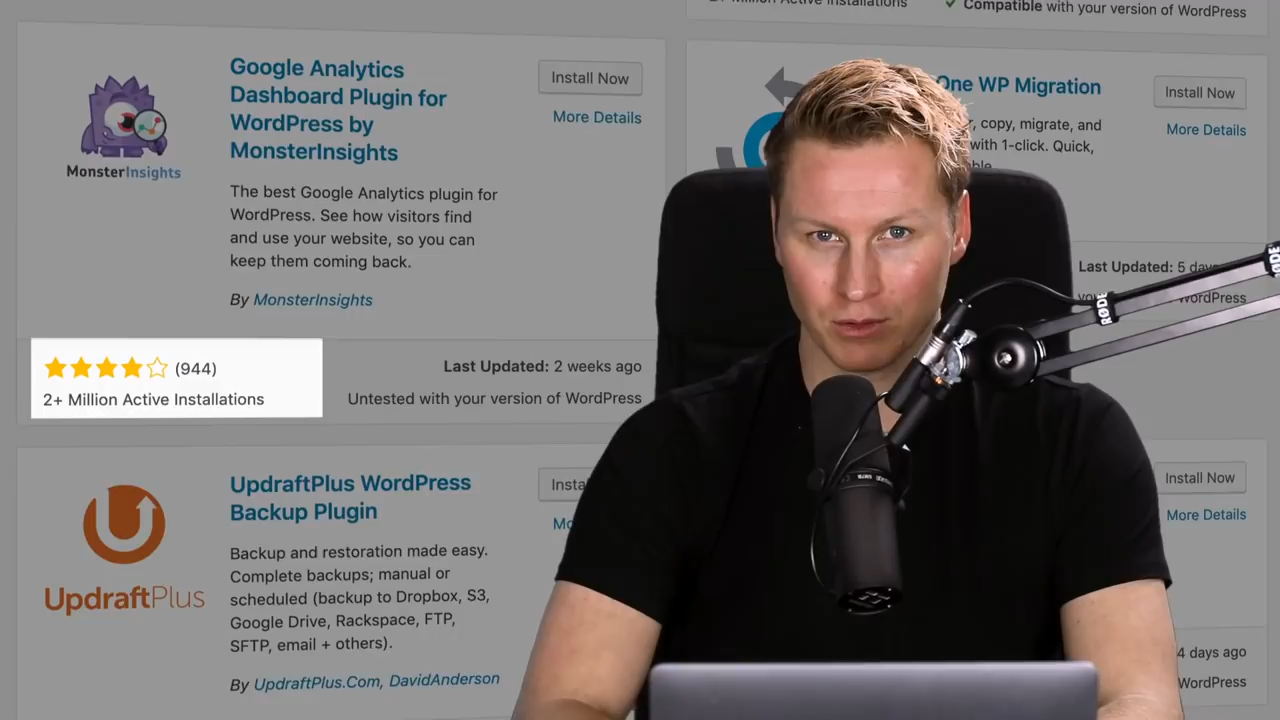 2+ Million Active Installations
Compatible with your version of WordPress
Google Analytics
Dashboard Plugin for
WordPress by
MonsterInsights
Install Now
More Details
MonsterInsights
The best Google Analytics plugin for
WordPress. See how visitors find
and use your website, so you can
keep them coming back.
By MonsterInsights
(944)
2+ Million Active Installations
Last Updated: 2 weeks ago
Untested with your version of WordPress
One WP Migration
Install Now
More Details
copy, migrate, and
with 1-click. Quick,
Last Updated: 5 days
WordPress
RØDE
RØDE
UpdraftPlus WordPress
Backup Plugin
UpdraftPlus
Backup and restoration made easy.
Complete backups; manual or
scheduled (backup to Dropbox, S3,
Google Drive, Rackspace, FTP,
SFTP, email + others).
By UpdraftPlus.Com, DavidAnderson
Install Now
More Details
4 days ago
WordPress